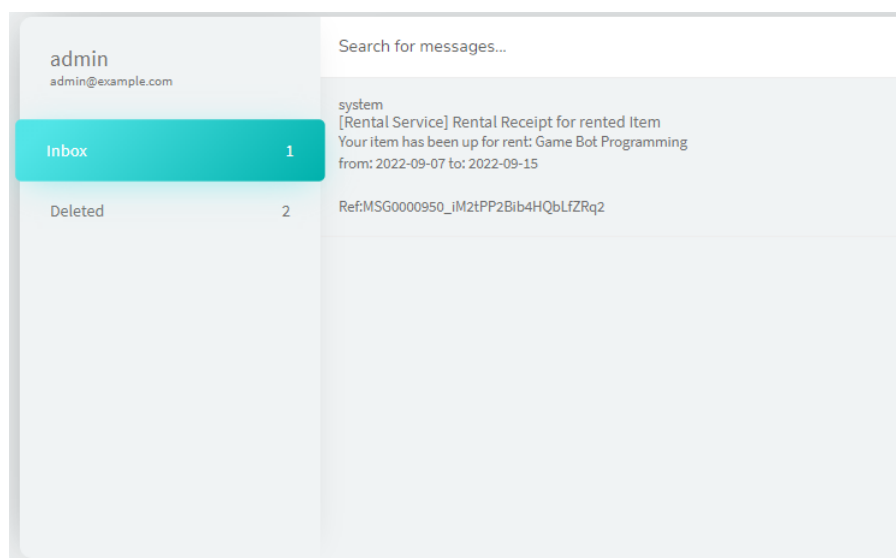 admin
admin@example.com
Inbox 1
Deleted 2
Search for messages...
system
[Rental Service] Rental Receipt for rented Item
Your item has been up for rent: Game Bot Programming
from: 2022-09-07 to: 2022-09-15
Ref:MSG0000950_iM2tPP2Bib4HQbLfZRq2